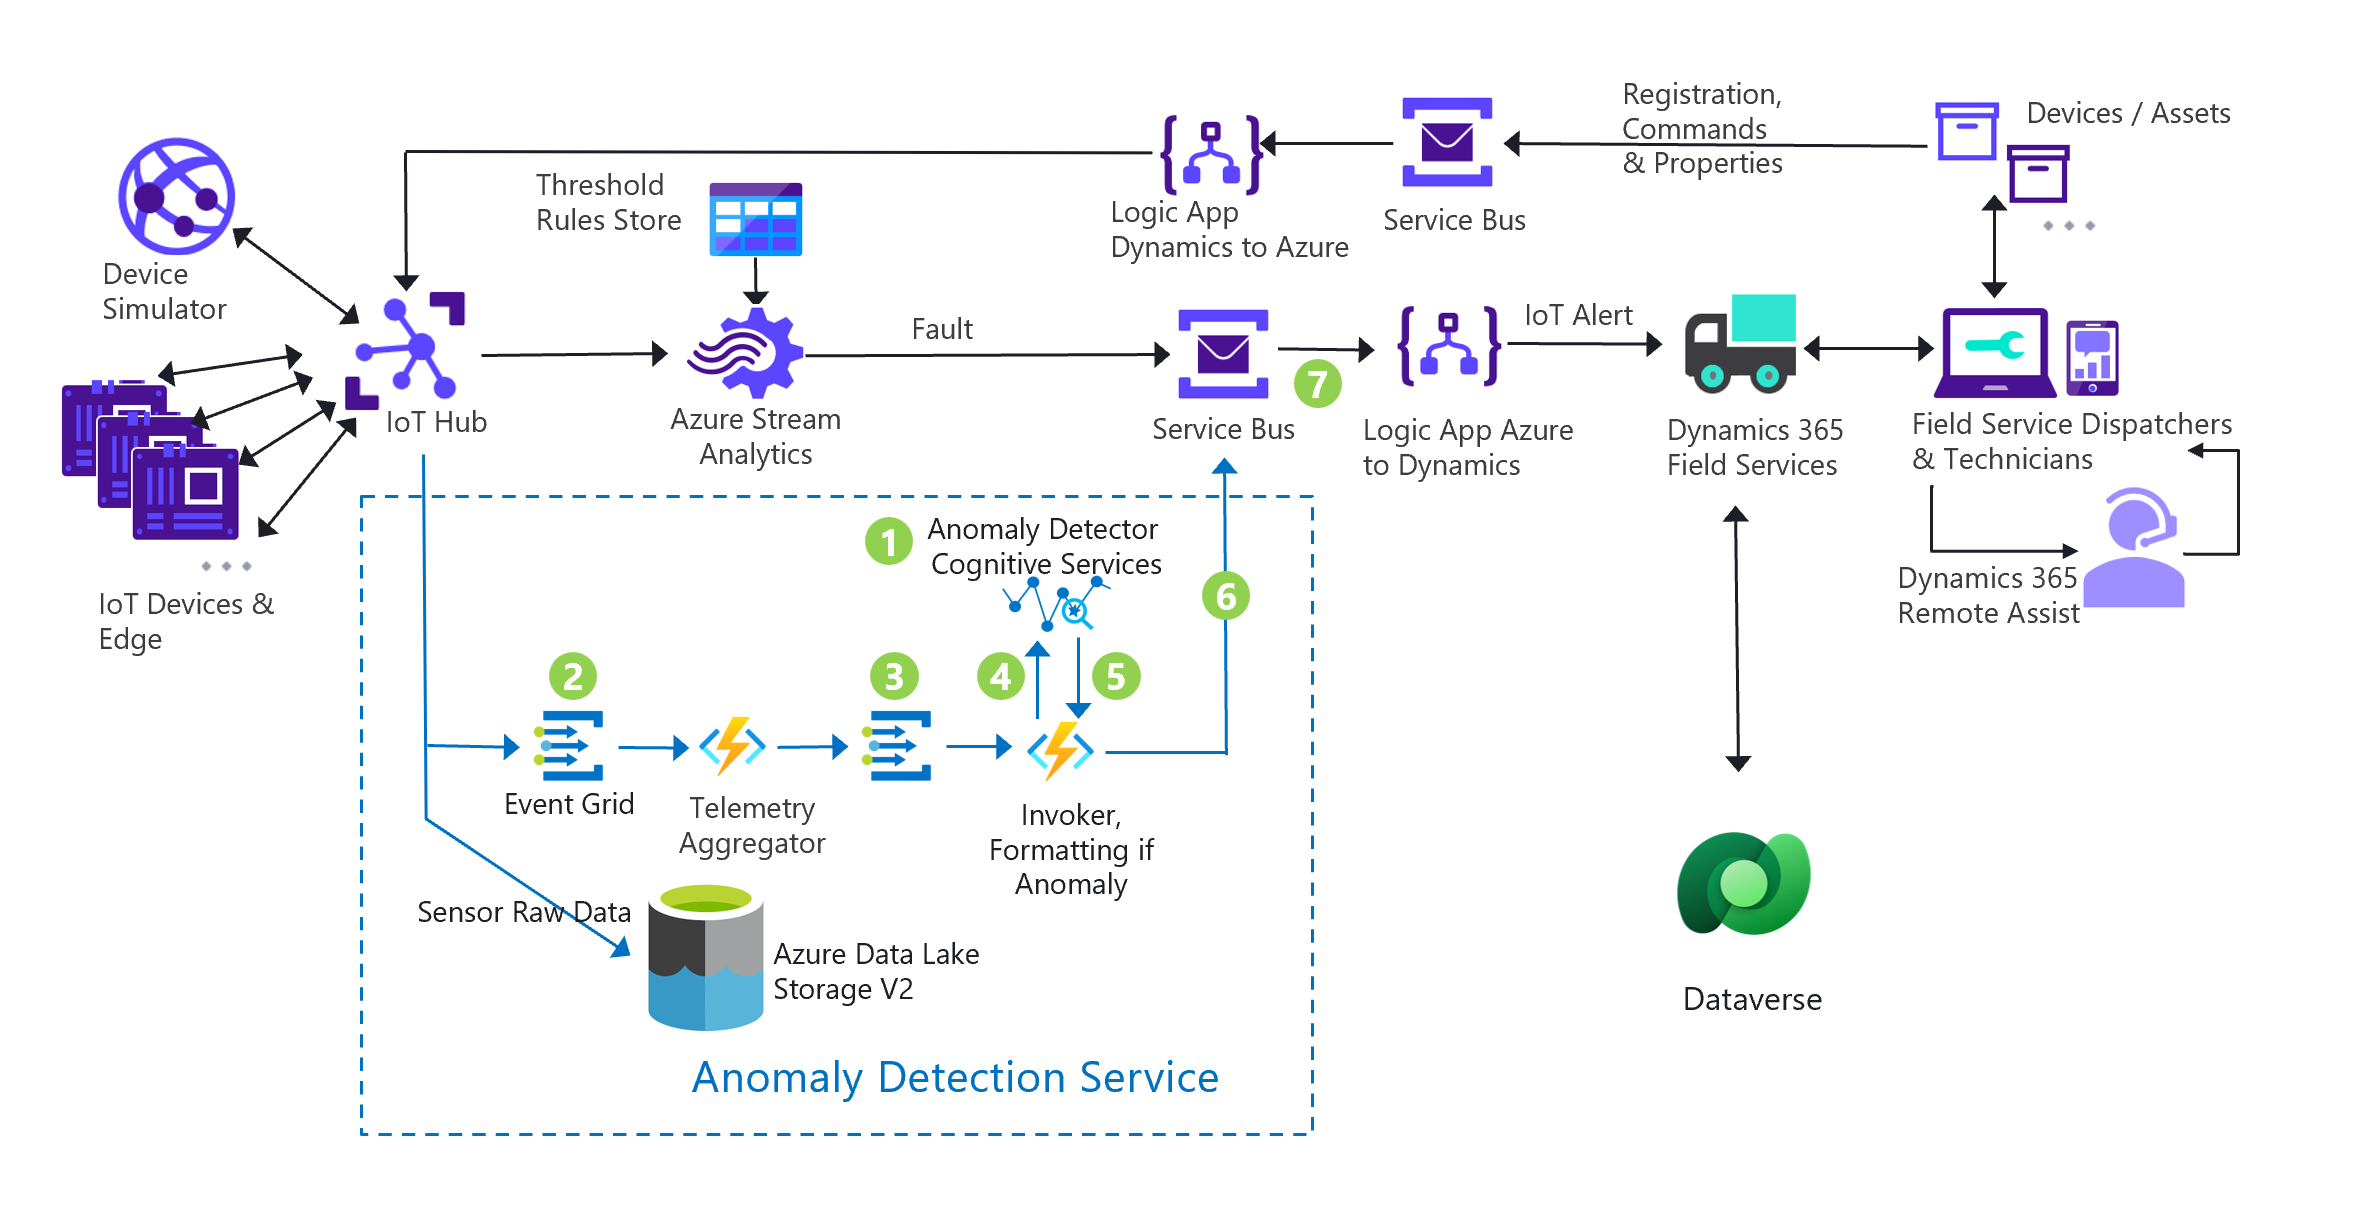 Registration,
Commands
& Properties
Devices / Assets
Threshold
Rules Store
Logic App
Dynamics to Azure
Service Bus
Device
Simulator
Fault
IoT Alert
7
IoT Hub
Azure Stream
Analytics
Service Bus
Logic App Azure
to Dynamics
Dynamics 365
Field Services
Field Service Dispatchers
& Technicians
1
Anomaly Detector
Cognitive Services
6
Dynamics 365
Remote Assist
IoT Devices &
Edge
2
3
4
5
Event Grid
Telemetry
Aggregator
Invoker,
Formatting if
Anomaly
Sensor Raw Data
Azure Data Lake
Storage V2
Dataverse
Anomaly Detection Service